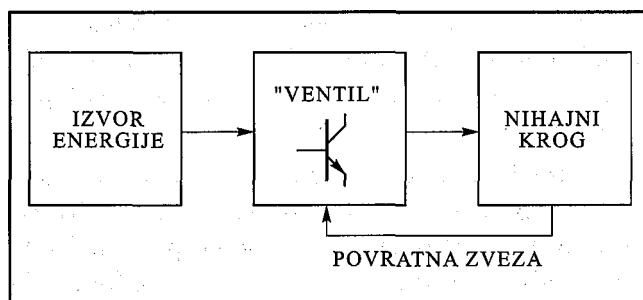 IZVOR
ENERGIJE
"VENTIL"
NIHAJNI
KROG
POVRATNA ZVEZA